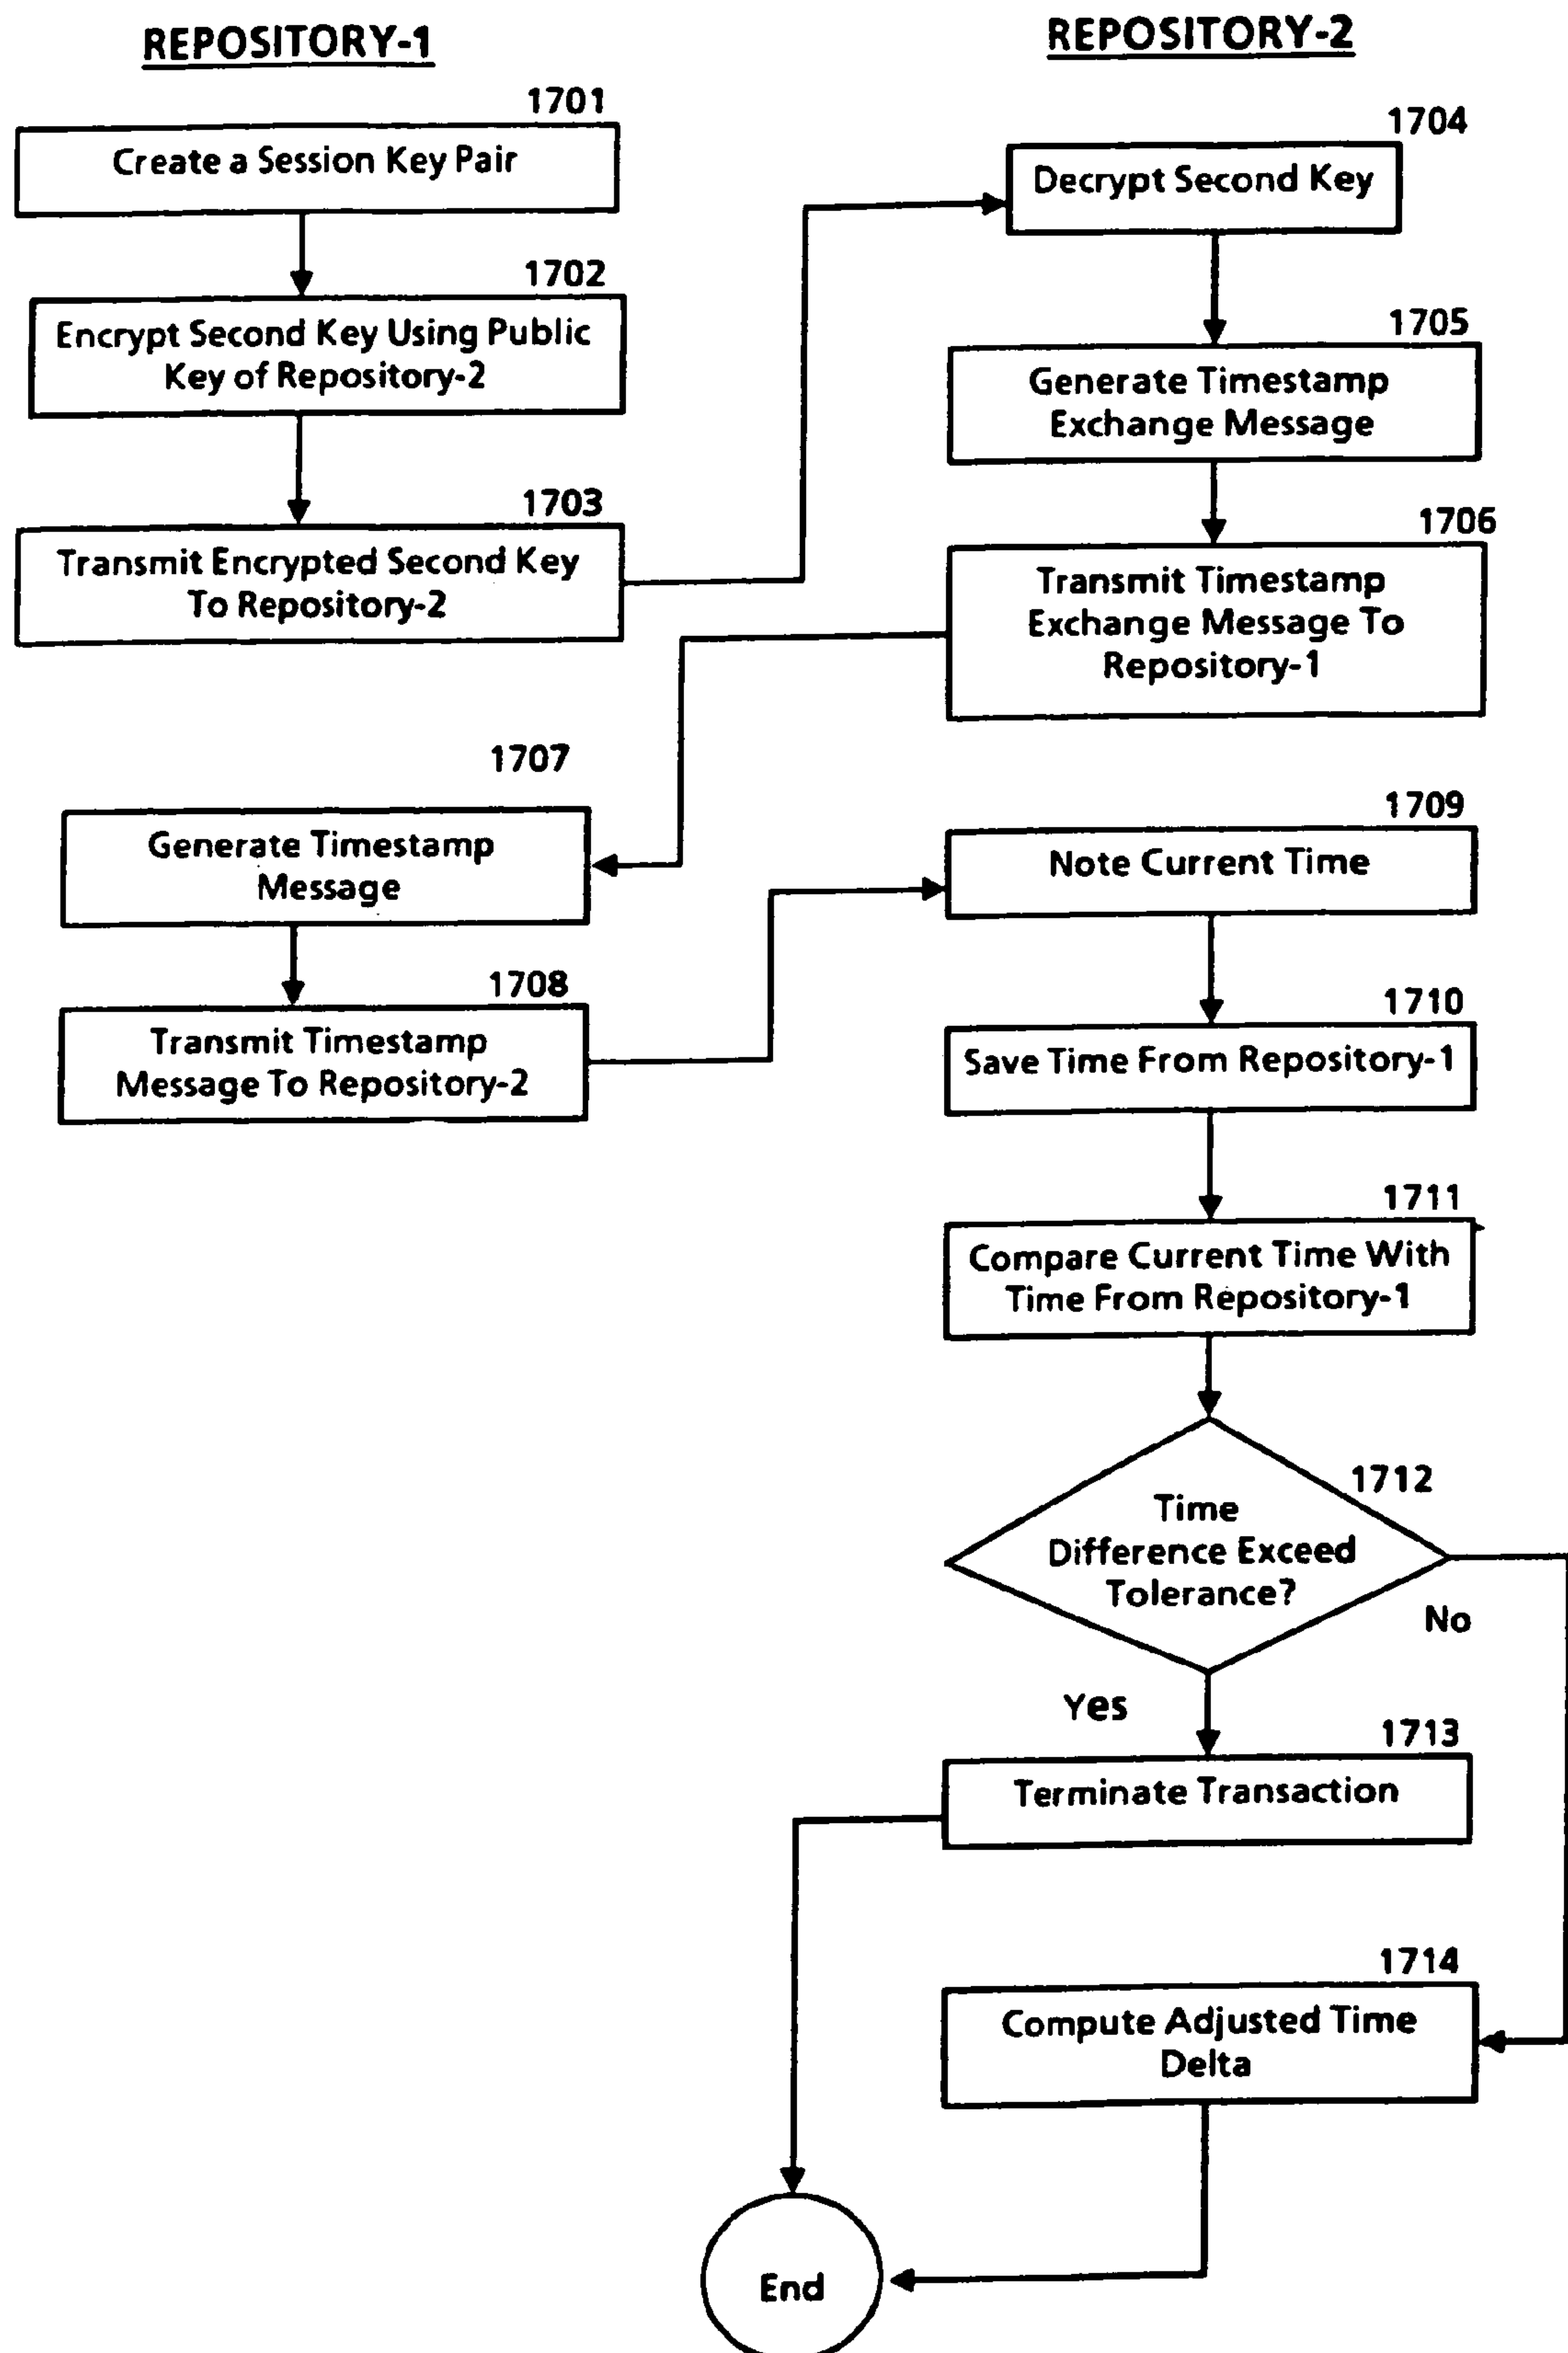 REPOSITORY-1
REPOSITORY-2
1701
Create a Session Key Pair
1702
Encrypt Second Key Using Public
Key of Repository-2
1703
Transmit Encrypted Second Key
To Repository-2
1704
Decrypt Second Key
1705
Generate Timestamp
Exchange Message
1706
Transmit Timestamp
Exchange Message To
Repository-1
1707
Generate Timestamp
Message
1708
Transmit Timestamp
Message To Repository-2
1709
Note Current Time
1710
Save Time From Repository-1
1711
Compare Current Time With
Time From Repository-1
1712
Time
Difference Exceed
Tolerance?
No
Yes
1713
Terminate Transaction
1714
Compute Adjusted Time
Delta
End